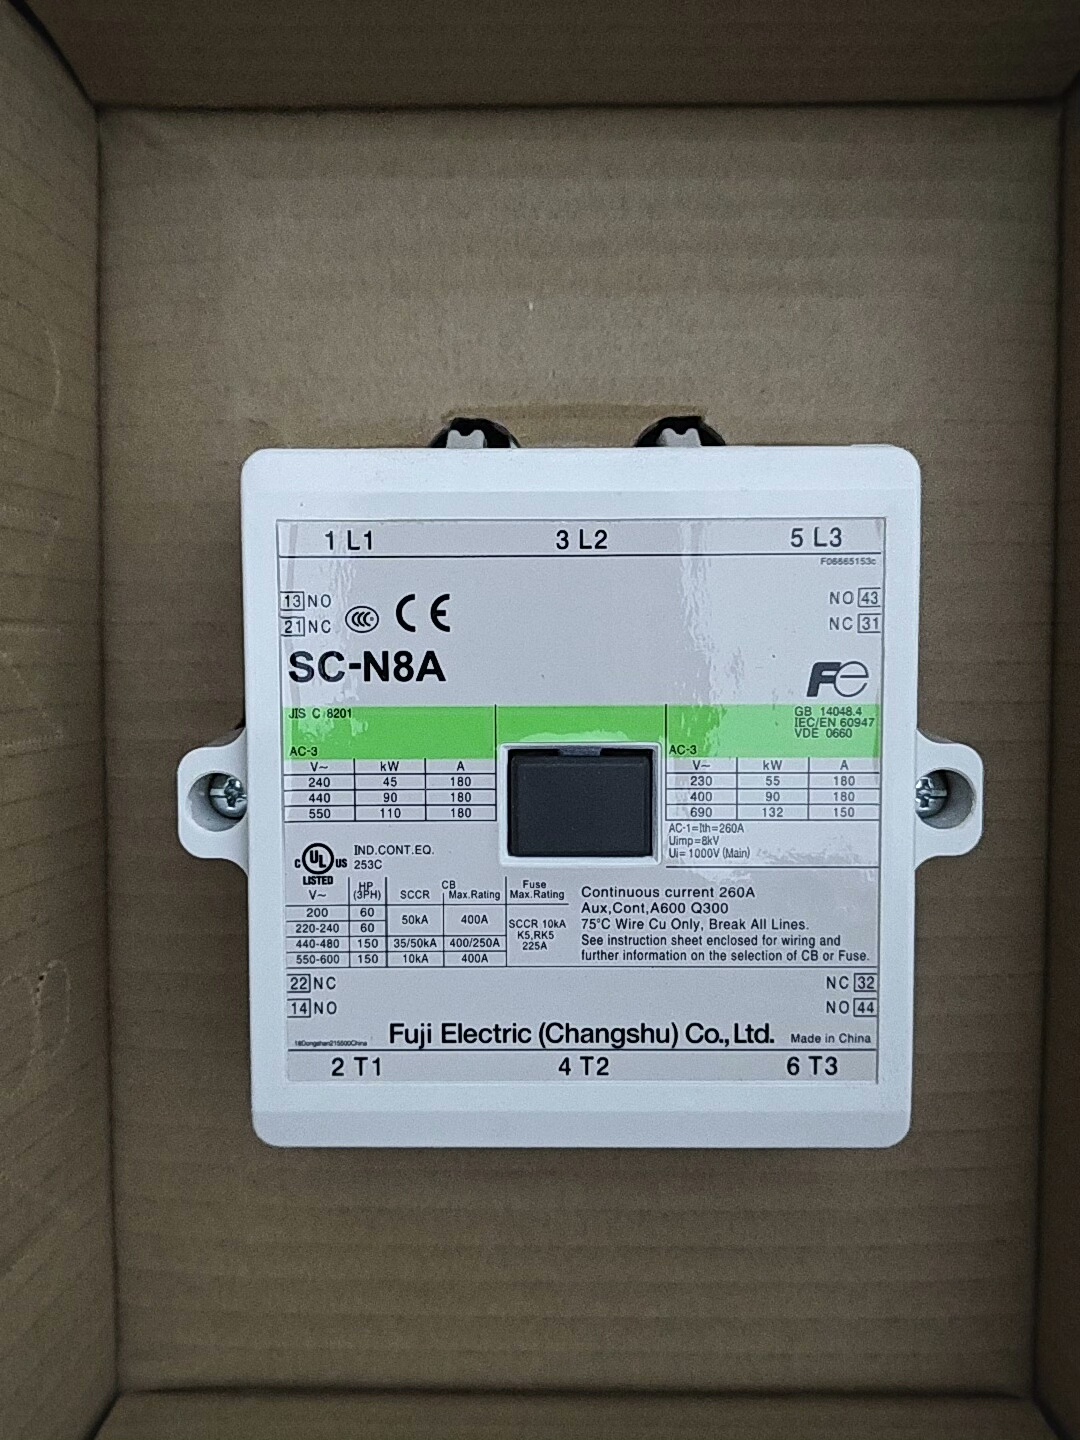 1 L1 3 L2 5 L3
F06665153c
13 NO NO 43
21 NC CCC CE NC 31
SC-N8A Fe
JIS C 8201 GB 14048.4
IEC/EN 60947
VDE 0660
AC-3 AC-3
V~ kW A V~ kW A
240 45 180 230 55 180
440 90 180 400 90 180
550 110 180 690 132 150
AC-1=Ith=260A
Uimp=8kV
Ui=1000V (Main)
C UL US IND.CONT.EQ.
LISTED 253C
V~ HP (3PH) SCCR CB Max.Rating Fuse Max.Rating
200 60 50kA 400A SCCR 10kA
220-240 60 K5,RK5
440-480 150 35/50kA 400/250A 225A
550-600 150 10kA 400A
Continuous current 260A
Aux,Cont,A600 Q300
75°C Wire Cu Only, Break All Lines.
See instruction sheet enclosed for wiring and
further information on the selection of CB or Fuse.
22 NC NC 32
14 NO NO 44
Fuji Electric (Changshu) Co., Ltd. Made in China
2 T1 4 T2 6 T3